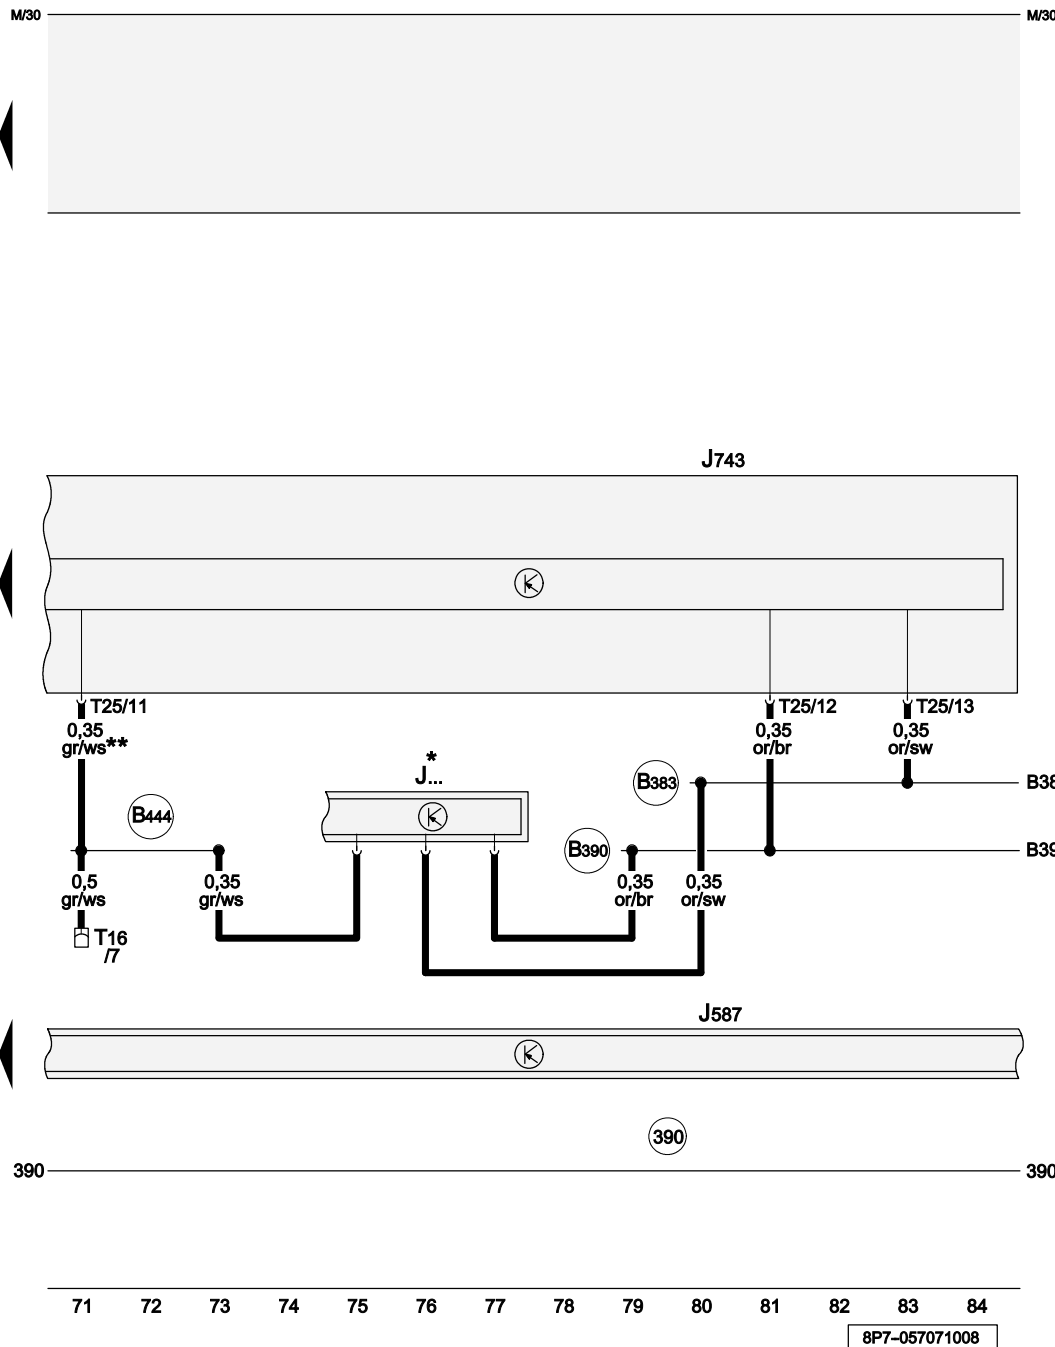 M/30 M/30
J743
T25/11 T25/12 T25/13
0,35 0,35 0,35
gr/ws** or/br or/sw
*
J...
B383 B38
B444
B390 B39
0,5 0,35 0,35 0,35
gr/ws gr/ws or/br or/sw
T16
/7
J587
390
390 390
71 72 73 74 75 76 77 78 79 80 81 82 83 84
8P7-057071008